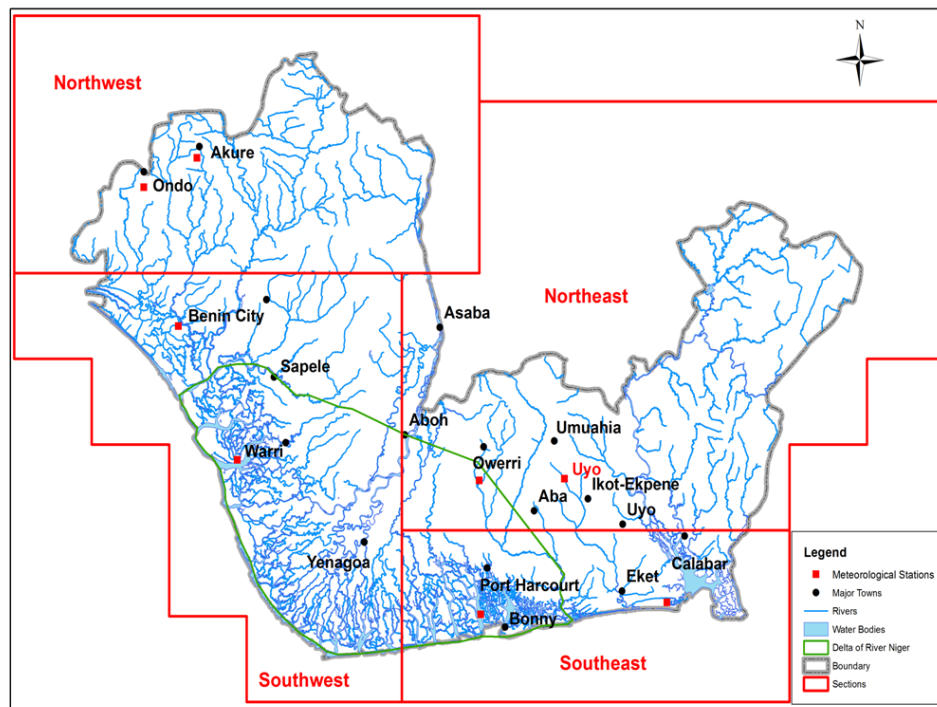 N
Northwest
Akure
Ondo
Northeast
Benin City
Asaba
Sapele
Aboh
Umuahia
Warri
Owerri
Uyo
Ikot-Ekpene
Aba
Uyo
Yenagoa
Calabar
Port Harcourt
Eket
Bonny
Southeast
Southwest
Legend
Meteorological Stations
Major Towns
Rivers
Water Bodies
Delta of River Niger
Boundary
Sections